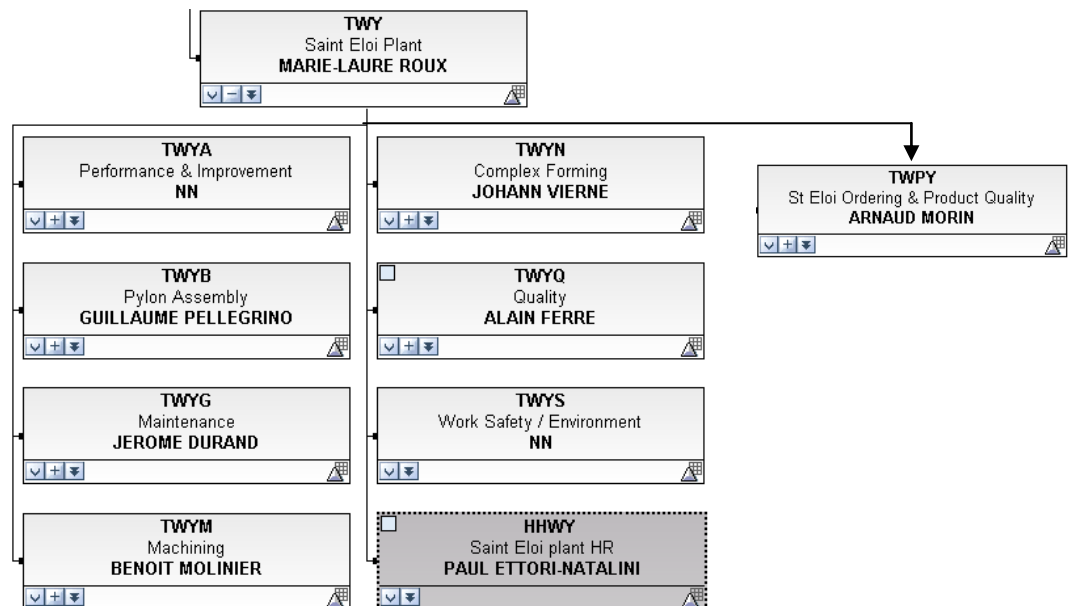 TWY
Saint Eloi Plant
MARIE-LAURE ROUX
TWYA
Performance & Improvement
NN
TWYN
Complex Forming
JOHANN VIERNE
TWPY
St Eloi Ordering & Product Quality
ARNAUD MORIN
TWYB
Pylon Assembly
GUILLAUME PELLEGRINO
TWYQ
Quality
ALAIN FERRE
TWYG
Maintenance
JEROME DURAND
TWYS
Work Safety / Environment
NN
TWYM
Machining
BENOIT MOLINIER
HHWY
Saint Eloi plant HR
PAUL ETTORI-NATALINI